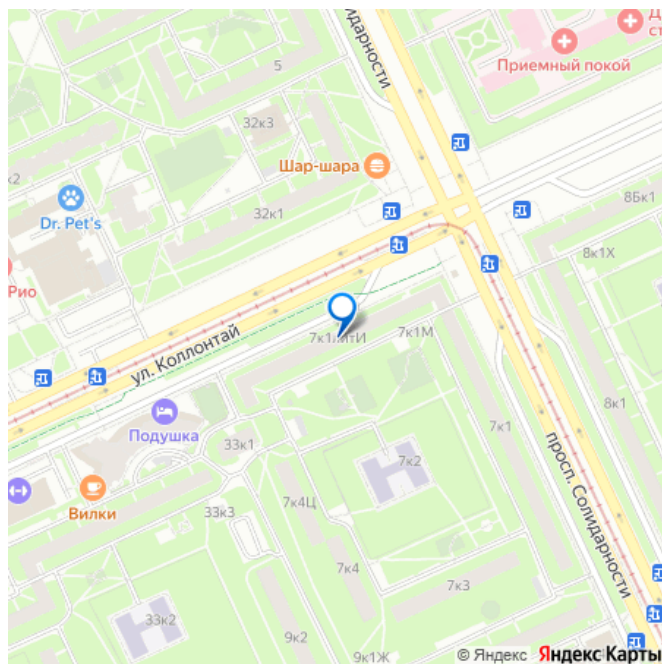 Д
ст
Приемный покой
Солидарности
5
32к3
Шар-шара
к2
Dr. Pet's
32к1
8Бк1
8к1Х
Рио
7к1литИ
7к1М
ул. Коллонтай
Подушка
33к1
7к1
8к1
7к2
Вилки
33к3
7к4Ц
просп. Солидарности
7к4
7к3
33к2
9к2
9к1Ж
© Яндекс Яндекс Карты